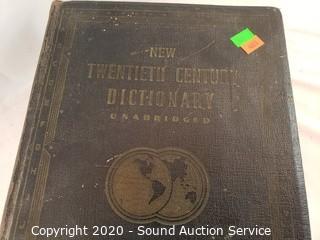 NEW
TWENTIETH CENTURY
DICTIONARY
UNABRIDGED
Copyright © 2020 - Sound Auction Service